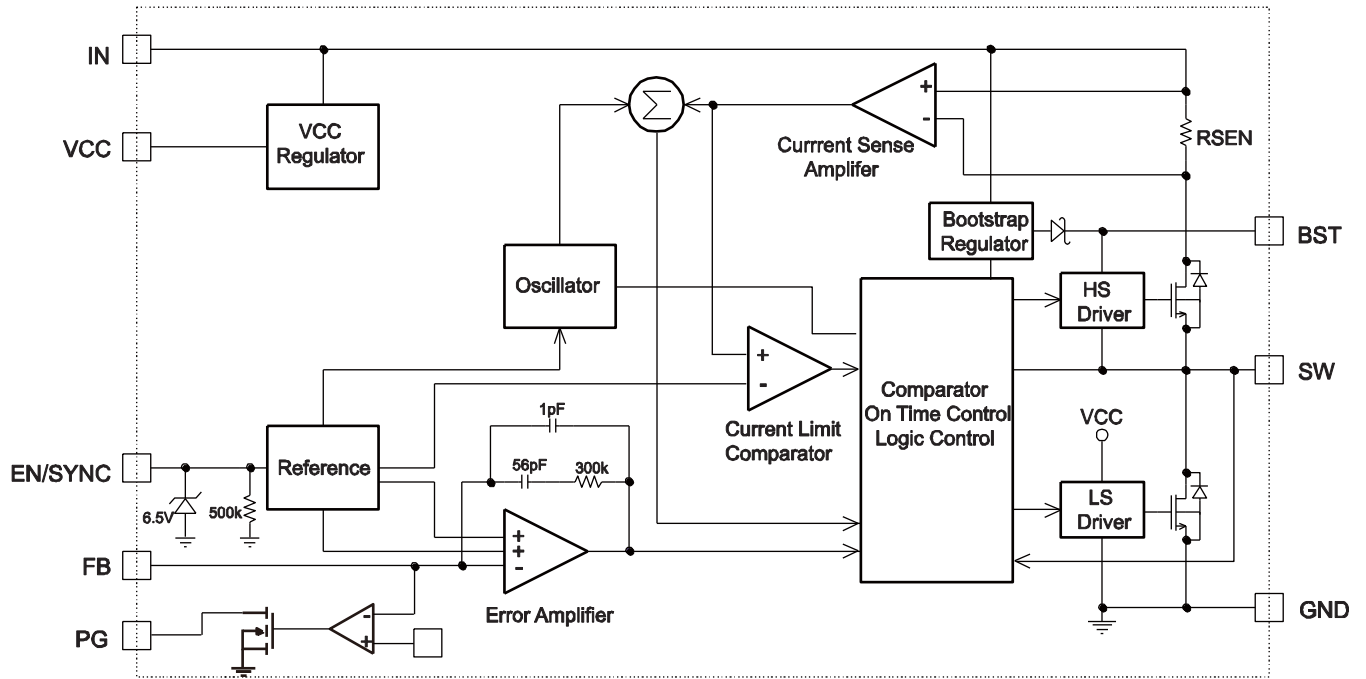 IN
VCC
VCC
Regulator
Σ
+
-
Currrent Sense
Amplifer
RSEN
Bootstrap
Regulator
BST
Oscillator
HS
Driver
+
-
Current Limit
Comparator
Comparator
On Time Control
Logic Control
SW
VCC
1pF
56pF
300k
EN/SYNC
Reference
6.5V
500k
LS
Driver
+
+
-
Error Amplifier
FB
PG
-
+
GND